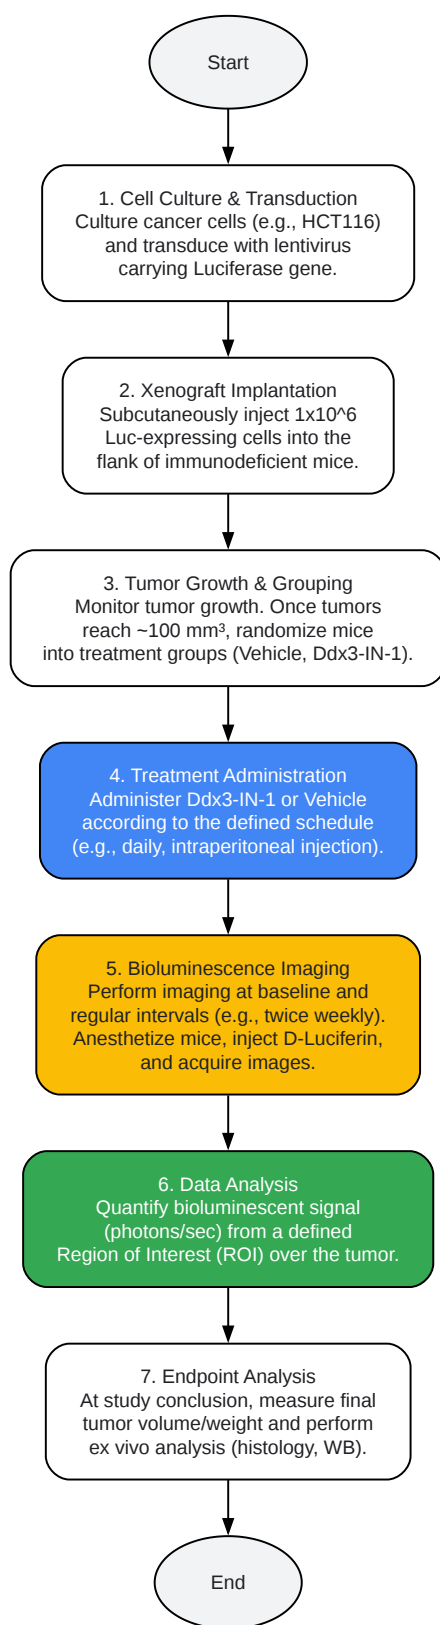 Start
1. Cell Culture & Transduction
Culture cancer cells (e.g., HCT116)
and transduce with lentivirus
carrying Luciferase gene.
2. Xenograft Implantation
Subcutaneously inject 1x10^6
Luc-expressing cells into the
flank of immunodeficient mice.
3. Tumor Growth & Grouping
Monitor tumor growth. Once tumors
reach ~100 mm³, randomize mice
into treatment groups (Vehicle, Ddx3-IN-1).
4. Treatment Administration
Administer Ddx3-IN-1 or Vehicle
according to the defined schedule
(e.g., daily, intraperitoneal injection).
5. Bioluminescence Imaging
Perform imaging at baseline and
regular intervals (e.g., twice weekly).
Anesthetize mice, inject D-Luciferin,
and acquire images.
6. Data Analysis
Quantify bioluminescent signal
(photons/sec) from a defined
Region of Interest (ROI) over the tumor.
7. Endpoint Analysis
At study conclusion, measure final
tumor volume/weight and perform
ex vivo analysis (histology, WB).
End